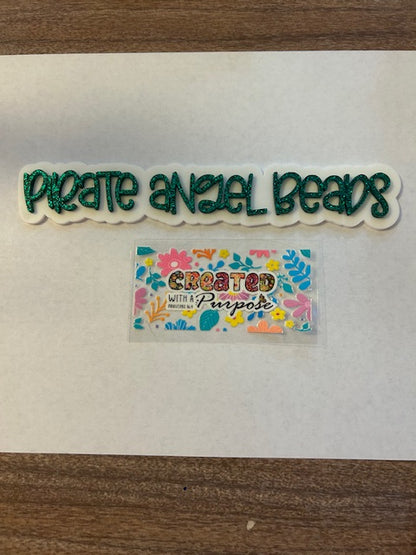 Pirate Angel Beads
CREATED
WITH A Purpose